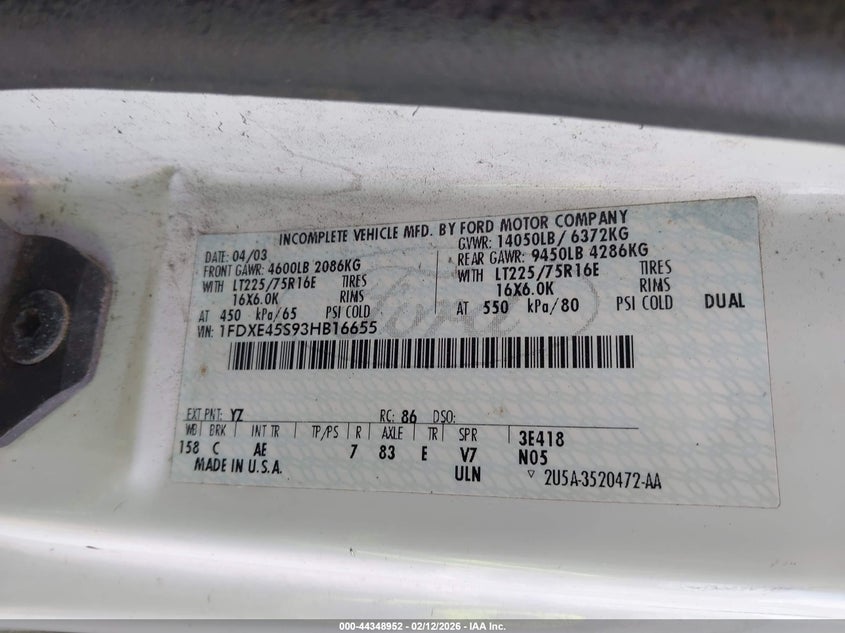 INCOMPLETE VEHICLE MFD. BY FORD MOTOR COMPANY
DATE: 04/03 GVWR: 14050LB / 6372KG
FRONT GAWR: 4600LB 2086KG REAR GAWR: 9450LB 4286KG
WITH LT225/75R16E TIRES WITH LT225/75R16E TIRES
16X6.0K RIMS 16X6.0K RIMS
AT 450 kPa/65 PSI COLD AT 550 kPa/80 PSI COLD DUAL
VIN: 1FDXE45S93HB16655
Ford
EXT PNT: YZ RC: 86 DSO:
WB BRK INT TR TP/PS R AXLE TR SPR 3E418
158 C AE 7 83 E V7 N05
MADE IN U.S.A. ULN ▽ 2U5A-3520472-AA
000-44348952 — 02/12/2026 — IAA Inc.